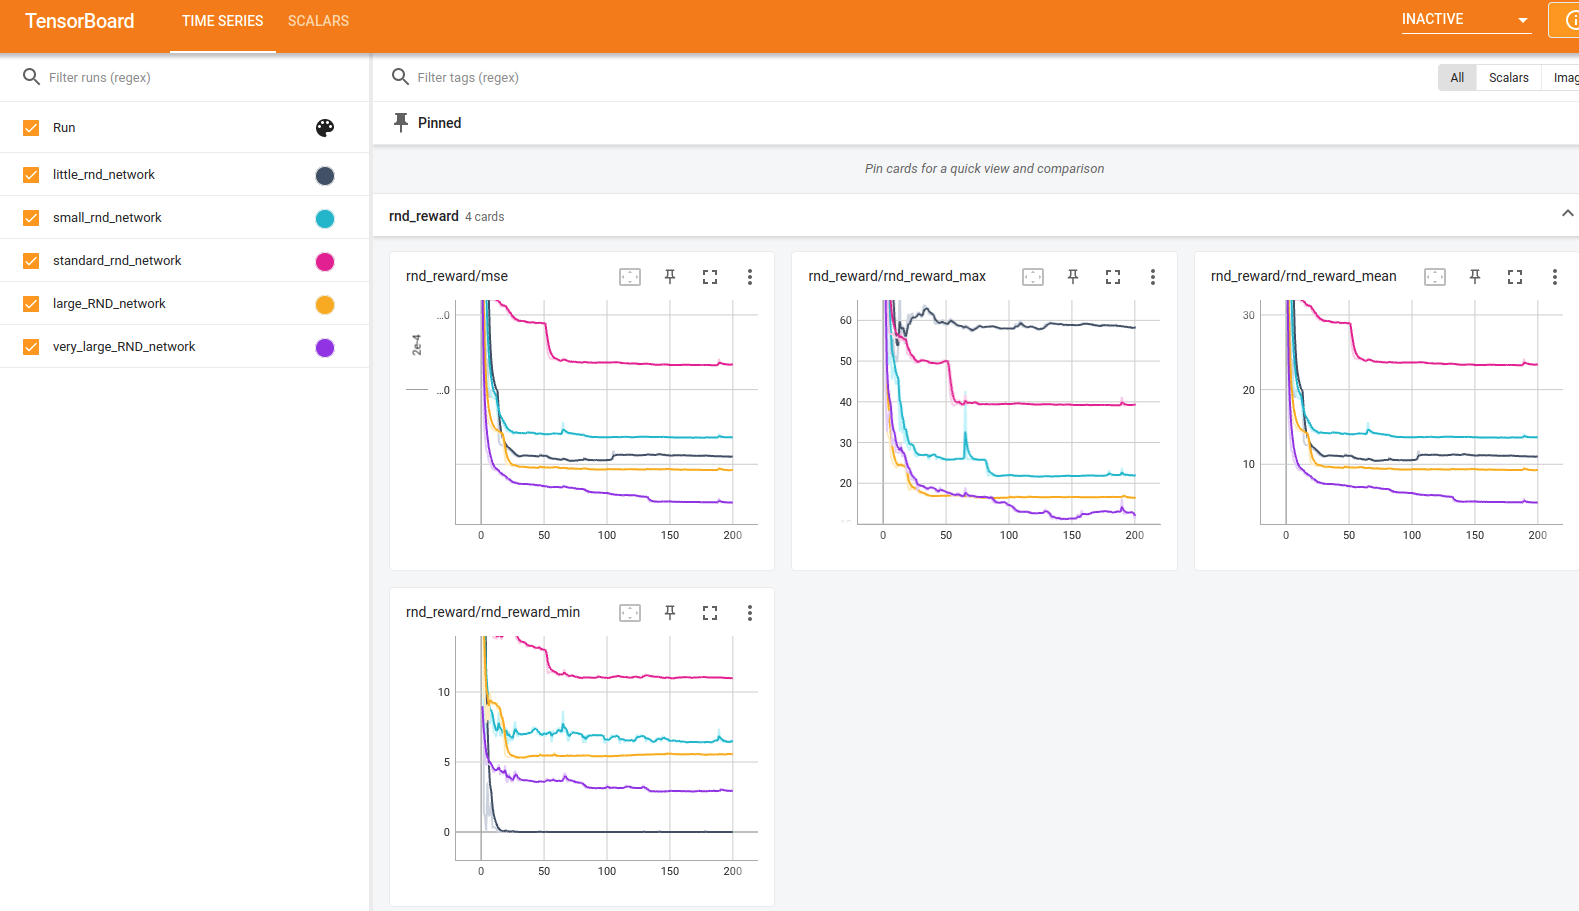 TensorBoard TIME SERIES SCALARS INACTIVE
Filter runs (regex)
Run
little_rnd_network
small_rnd_network
standard_rnd_network
large_RND_network
very_large_RND_network
Filter tags (regex)
All Scalars Imag
Pinned
Pin cards for a quick view and comparison
rnd_reward 4 cards
rnd_reward/mse
...0
2e-4
...0
0 50 100 150 200
rnd_reward/rnd_reward_max
60
50
40
30
20
0 50 100 150 200
rnd_reward/rnd_reward_mean
30
20
10
0 50 100 150 200
rnd_reward/rnd_reward_min
10
5
0
0 50 100 150 200